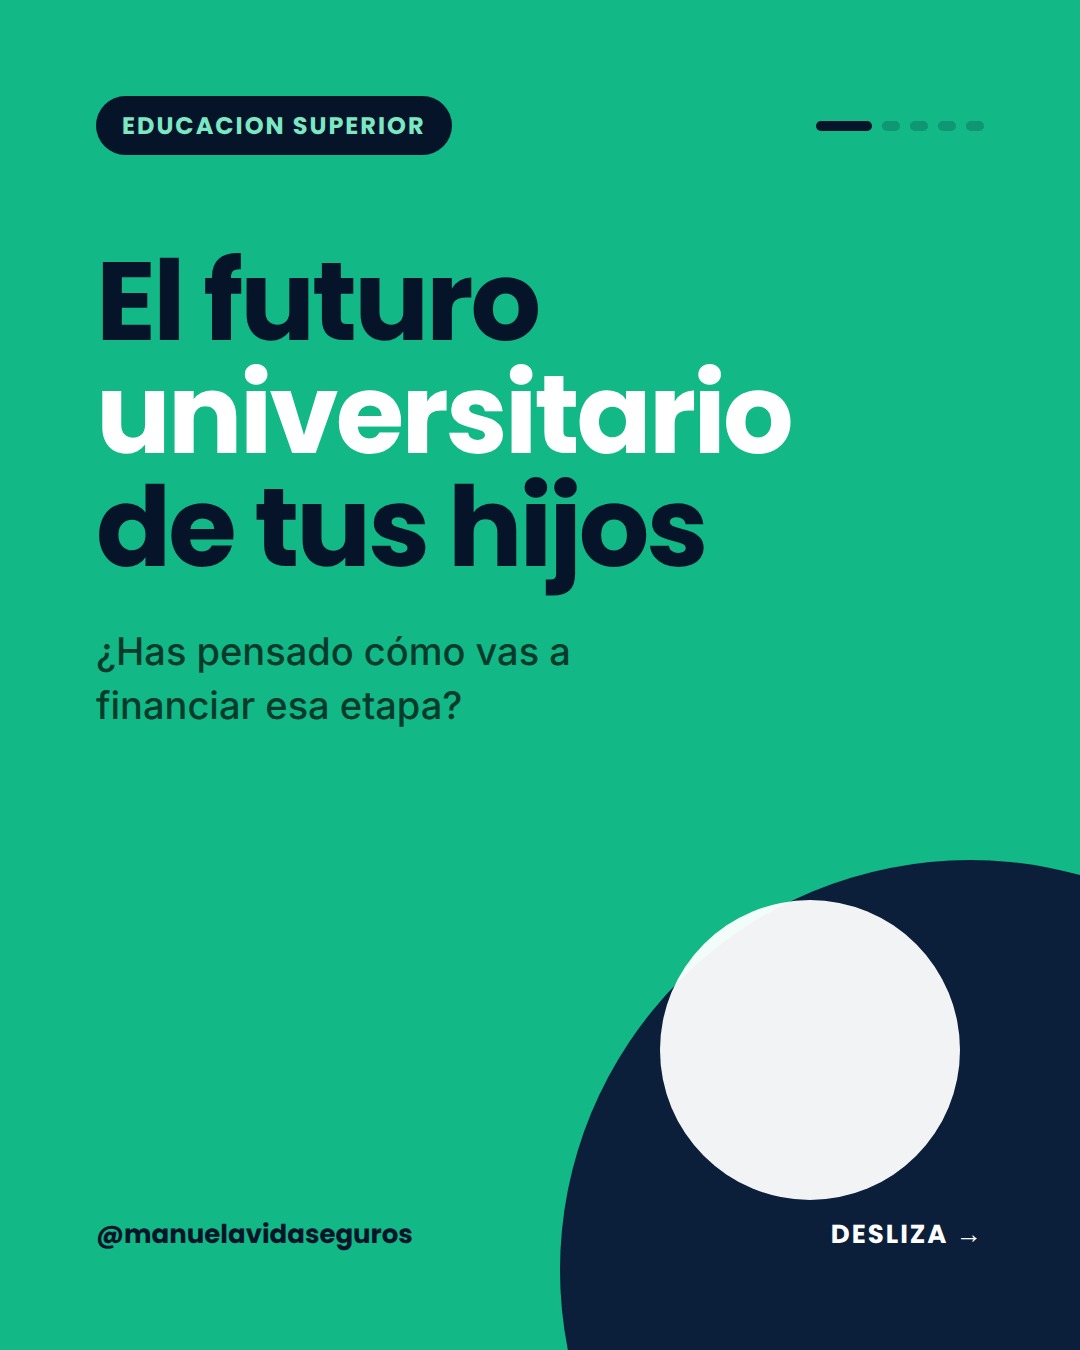 EDUCACION SUPERIOR
El futuro
universitario
de tus hijos
¿Has pensado cómo vas a
financiar esa etapa?
@manuelavidaseguros
DESLIZA →